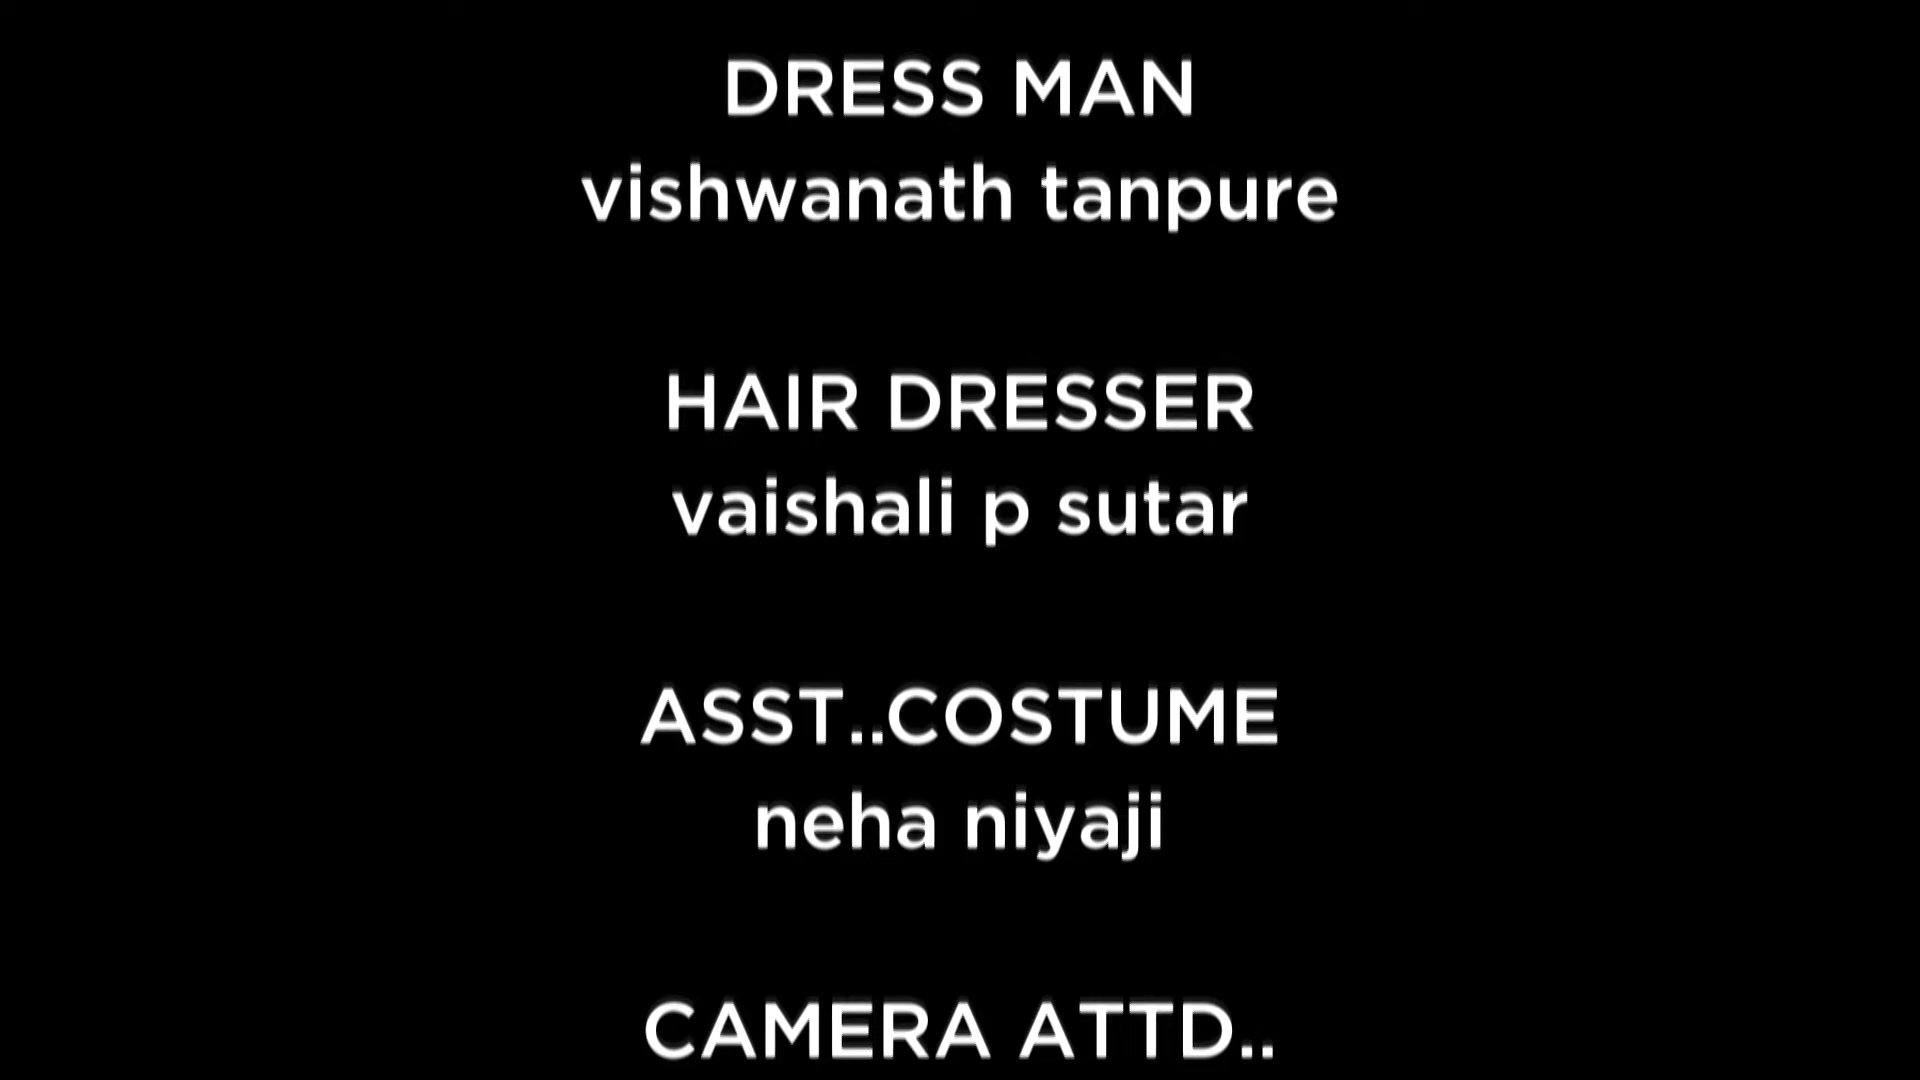 DRESS MAN
vishwanath tanpure
HAIR DRESSER
vaishali p sutar
ASST..COSTUME
neha niyaji
CAMERA ATTD..